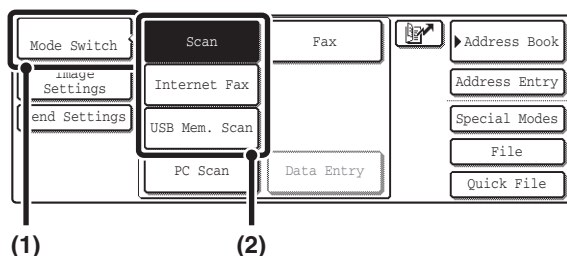 Mode Switch
Scan
Fax
Address Book
Image
Settings
Internet Fax
Address Entry
end Settings
USB Mem. Scan
Special Modes
PC Scan
Data Entry
File
Quick File
(1)
(2)